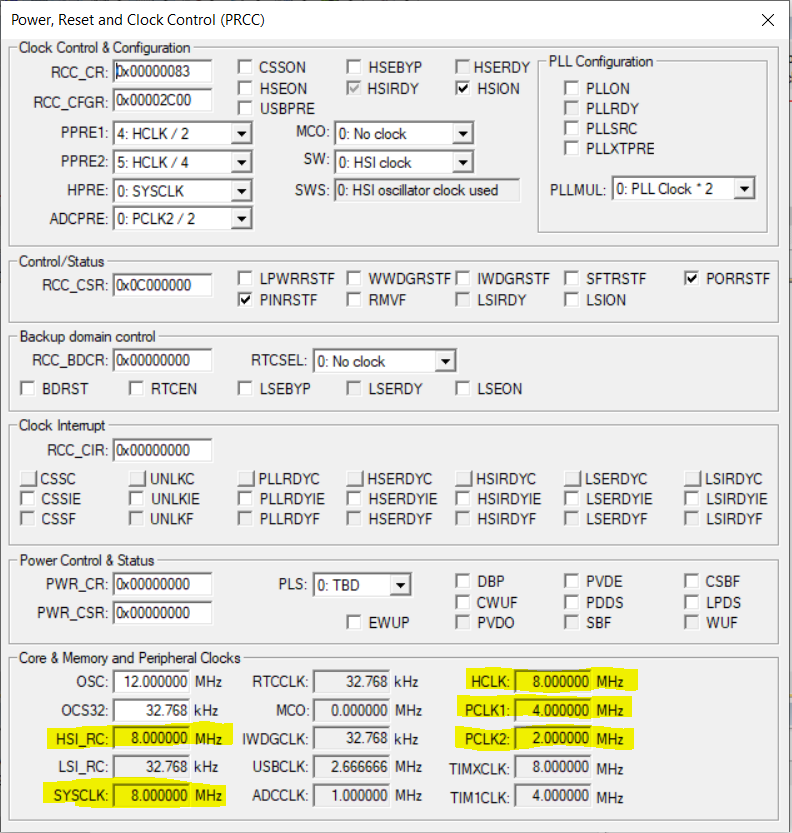 Power, Reset and Clock Control (PRCC)
Clock Control & Configuration
RCC_CR: 0x00000083 CSSON HSEBYP HSERDY
RCC_CFGR: 0x00002C00 HSEON HSIRDY HSION
USBPRE
PPRE1: 4: HCLK / 2 MCO: 0: No clock
PPRE2: 5: HCLK / 4 SW: 0: HSI clock
HPRE: 0: SYSCLK SWS: 0: HSI oscillator clock used
ADCPRE: 0: PCLK2 / 2
PLL Configuration
PLLON
PLLRDY
PLLSRC
PLLXTPRE
PLLMUL: 0: PLL Clock * 2
Control/Status
RCC_CSR: 0x0C000000 LPWRRSTF WWDGRSTF IWDGRSTF SFTRSTF PORRSTF
PINRSTF RMVF LSIRDY LSION
Backup domain control
RCC_BDCR: 0x00000000 RTCSEL: 0: No clock
BDRST RTCEN LSEBYP LSERDY LSEON
Clock Interrupt
RCC_CIR: 0x00000000
CSSC UNLKC PLLRDYC HSERDYC HSIRDYC LSERDYC LSIRDYC
CSSIE UNLKIE PLLRDYIE HSERDYIE HSIRDYIE LSERDYIE LSIRDYIE
CSSF UNLKF PLLRDYF HSERDYF HSIRDYF LSERDYF LSIRDYF
Power Control & Status
PWR_CR: 0x00000000 PLS: 0: TBD DBP PVDE CSBF
PWR_CSR: 0x00000000 CWUF PDDS LPDS
EWUP PVDO SBF WUF
Core & Memory and Peripheral Clocks
OSC: 12.000000 MHz RTCCLK: 32.768 kHz HCLK: 8.000000 MHz
OCS32: 32.768 kHz MCO: 0.000000 MHz PCLK1: 4.000000 MHz
HSI_RC: 8.000000 MHz IWDGCLK: 32.768 kHz PCLK2: 2.000000 MHz
LSI_RC: 32.768 kHz USBCLK: 2.666666 MHz TIMXCLK: 8.000000 MHz
SYSCLK: 8.000000 MHz ADCCLK: 1.000000 MHz TIM1CLK: 4.000000 MHz